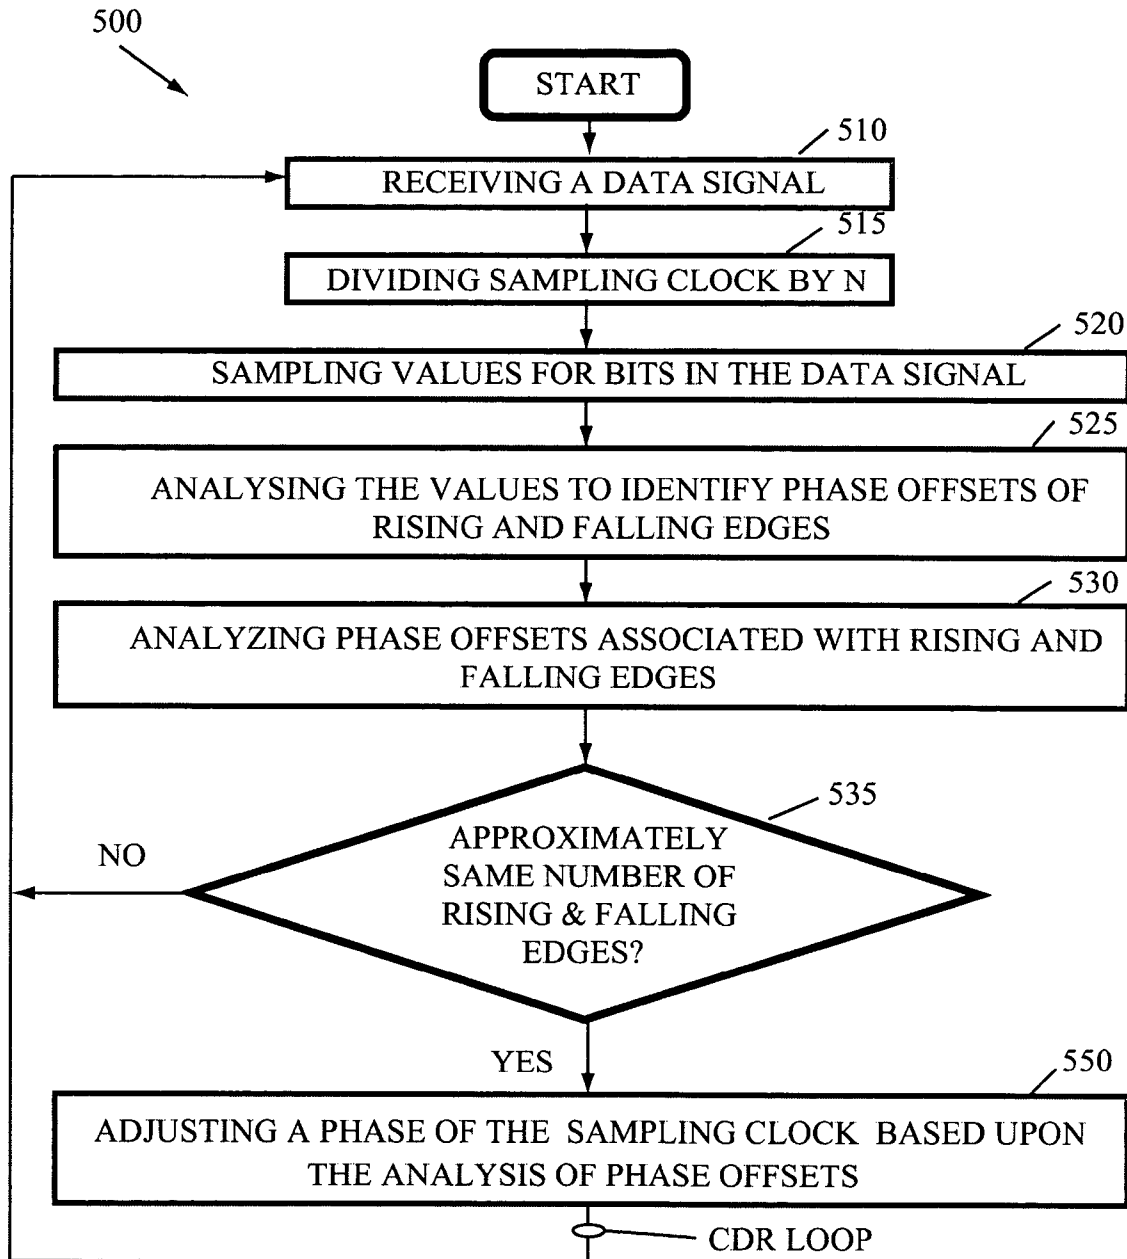 500
START
510
RECEIVING A DATA SIGNAL
515
DIVIDING SAMPLING CLOCK BY N
520
SAMPLING VALUES FOR BITS IN THE DATA SIGNAL
525
ANALYSING THE VALUES TO IDENTIFY PHASE OFFSETS OF
RISING AND FALLING EDGES
530
ANALYZING PHASE OFFSETS ASSOCIATED WITH RISING AND
FALLING EDGES
535
APPROXIMATELY
SAME NUMBER OF
RISING & FALLING
EDGES?
NO
YES
550
ADJUSTING A PHASE OF THE SAMPLING CLOCK BASED UPON
THE ANALYSIS OF PHASE OFFSETS
CDR LOOP